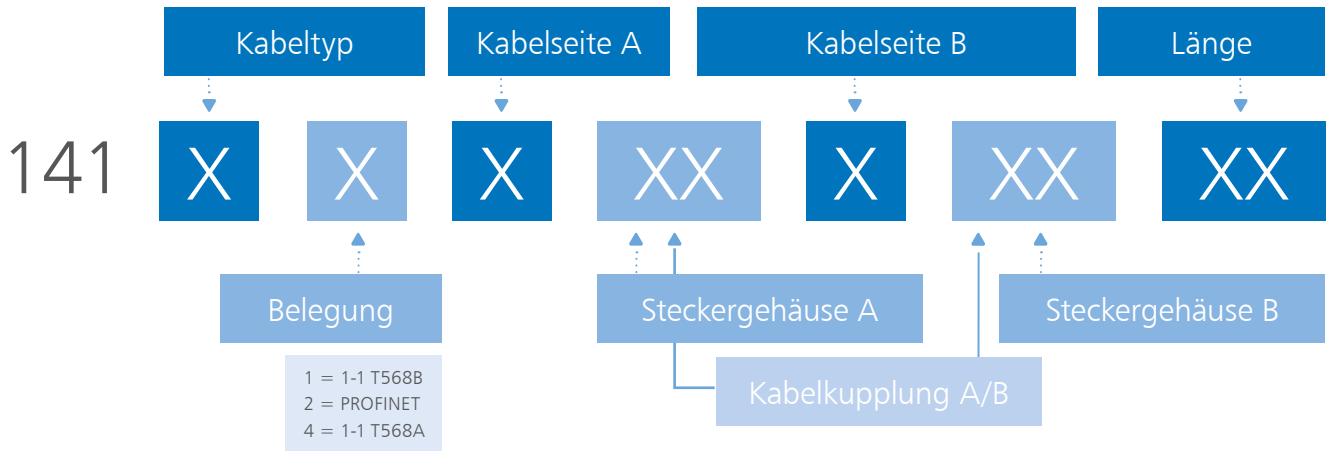 Kabeltyp Kabelseite A Kabelseite B Länge
141 X X X XX X XX XX
Belegung Steckergehäuse A Steckergehäuse B
1 = 1-1 T568B
2 = PROFINET
4 = 1-1 T568A
Kabelkupplung A/B